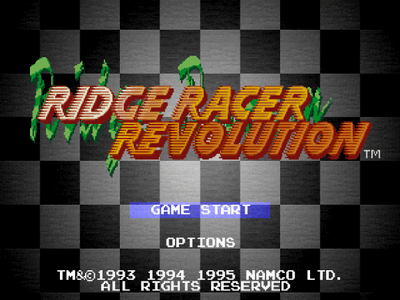 RIDGE RACER
REVOLUTION
TM
GAME START
OPTIONS
TM&©1993 1994 1995 NAMCO LTD.
ALL RIGHTS RESERVED